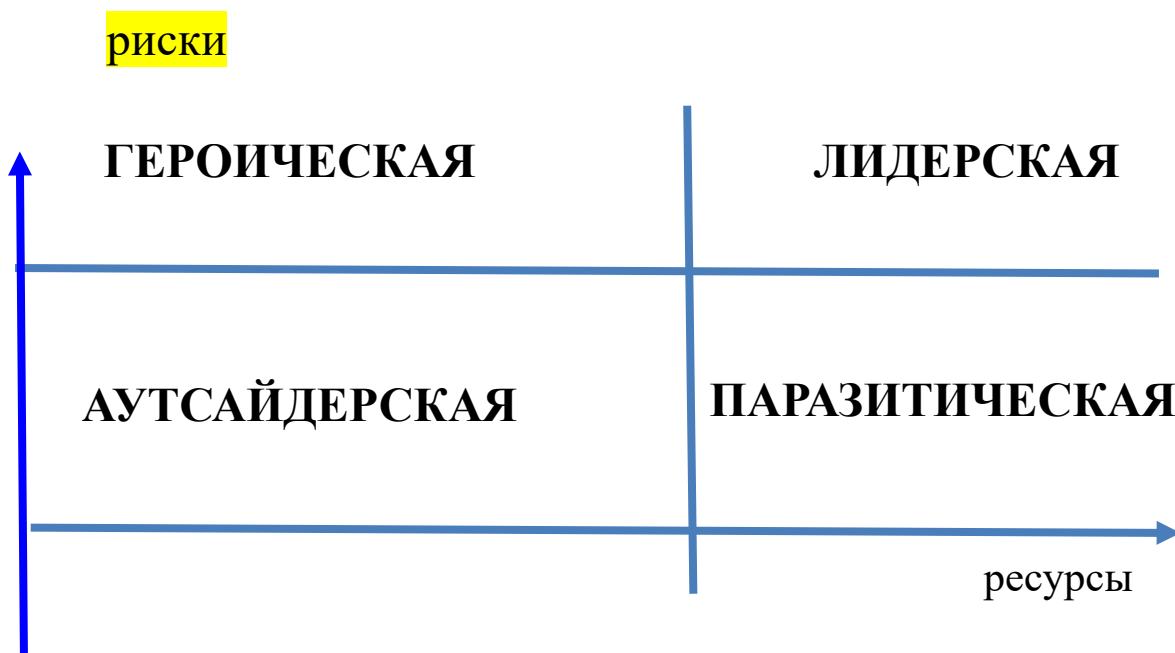 риски
ГЕРОИЧЕСКАЯ
ЛИДЕРСКАЯ
АУТСАЙДЕРСКАЯ
ПАРАЗИТИЧЕСКАЯ
ресурсы